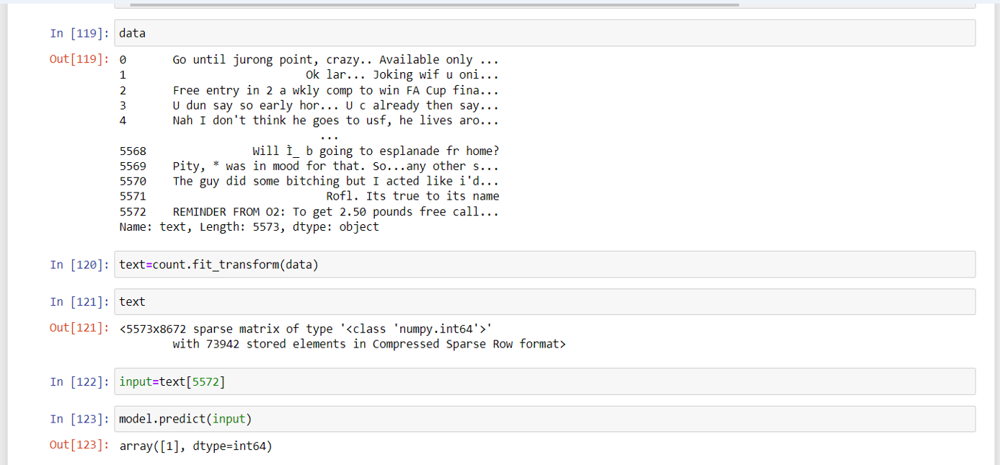 In [119]: data
Out[119]: 0 Go until jurong point, crazy.. Available only ...
1 Ok lar... Joking wif u oni...
2 Free entry in 2 a wkly comp to win FA Cup fina...
3 U dun say so early hor... U c already then say...
4 Nah I don't think he goes to usf, he lives aro...
...
5568 Will Ì_ b going to esplanade fr home?
5569 Pity, * was in mood for that. So...any other s...
5570 The guy did some bitching but I acted like i'd...
5571 Rofl. Its true to its name
5572 REMINDER FROM O2: To get 2.50 pounds free call...
Name: text, Length: 5573, dtype: object
In [120]: text=count.fit_transform(data)
In [121]: text
Out[121]: <5573x8672 sparse matrix of type '<class 'numpy.int64'>'
with 73942 stored elements in Compressed Sparse Row format>
In [122]: input=text[5572]
In [123]: model.predict(input)
Out[123]: array([1], dtype=int64)